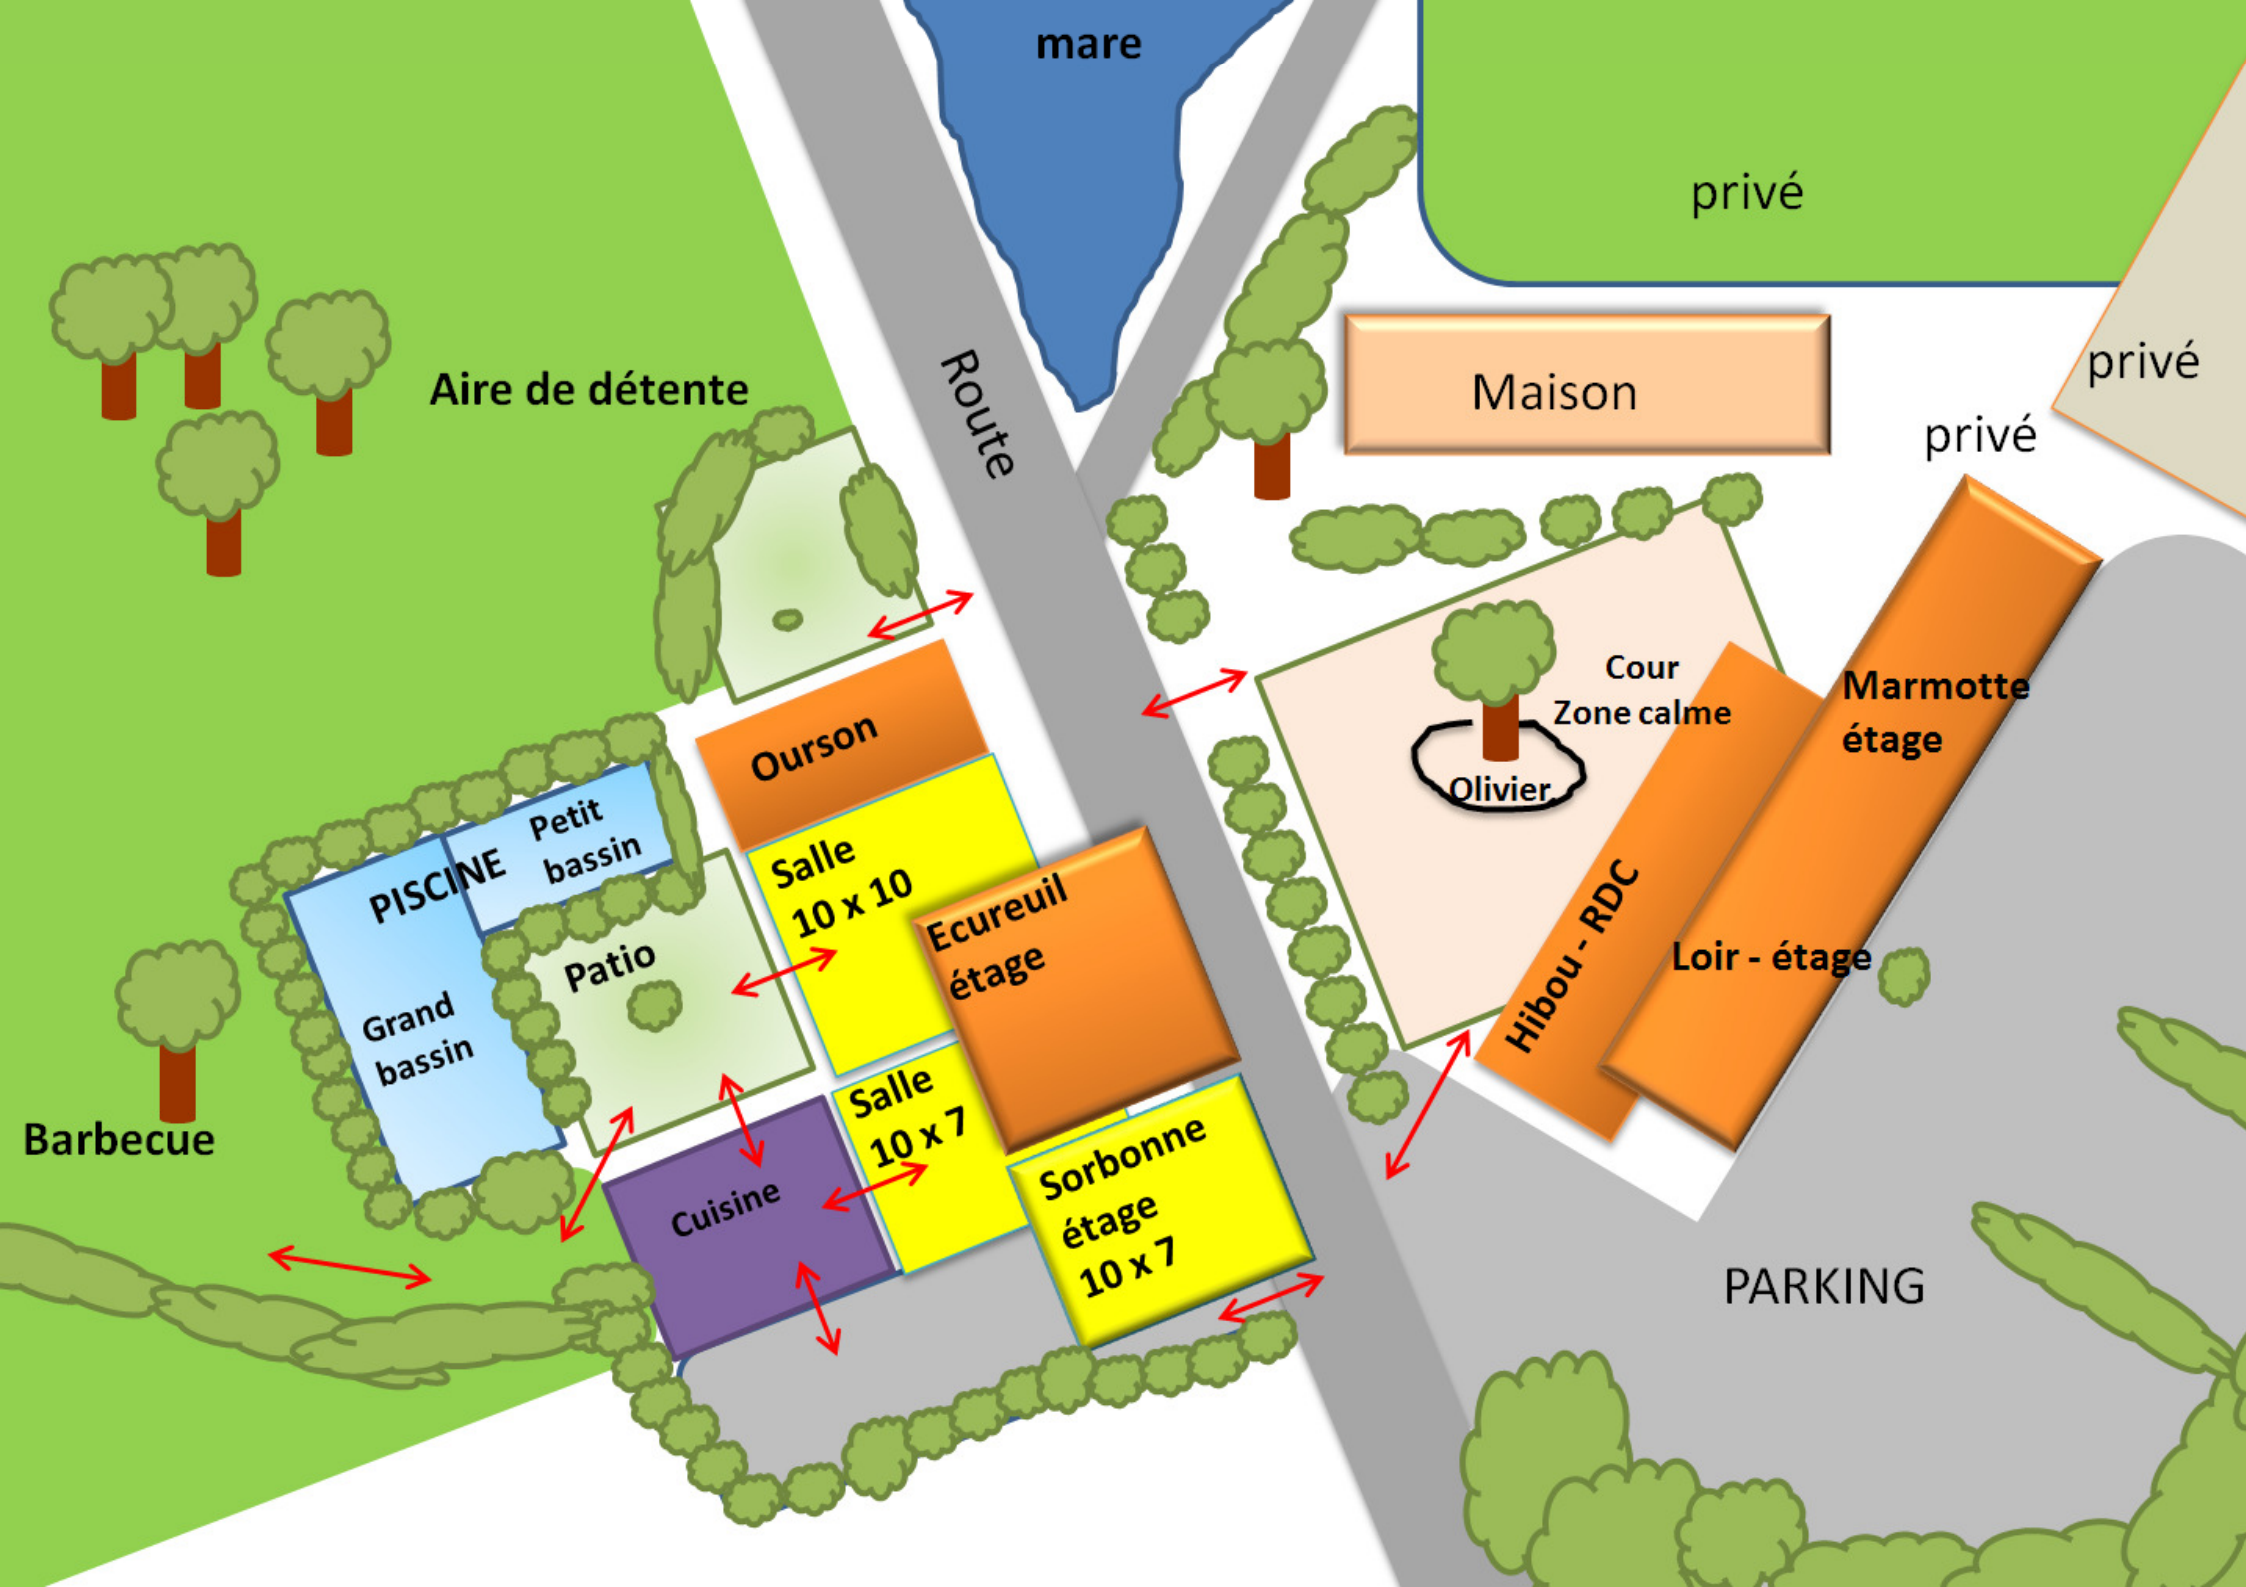 mare
privé
privé
privé
Maison
Route
Aire de détente
Ourson
Cour
Zone calme
Olivier
Marmotte
étage
Hibou - RDC
Loir - étage
Petit
bassin
PISCINE
Grand
bassin
Patio
Salle
10 x 10
Ecureuil
étage
Salle
10 x 7
Sorbonne
étage
10 x 7
Cuisine
Barbecue
PARKING